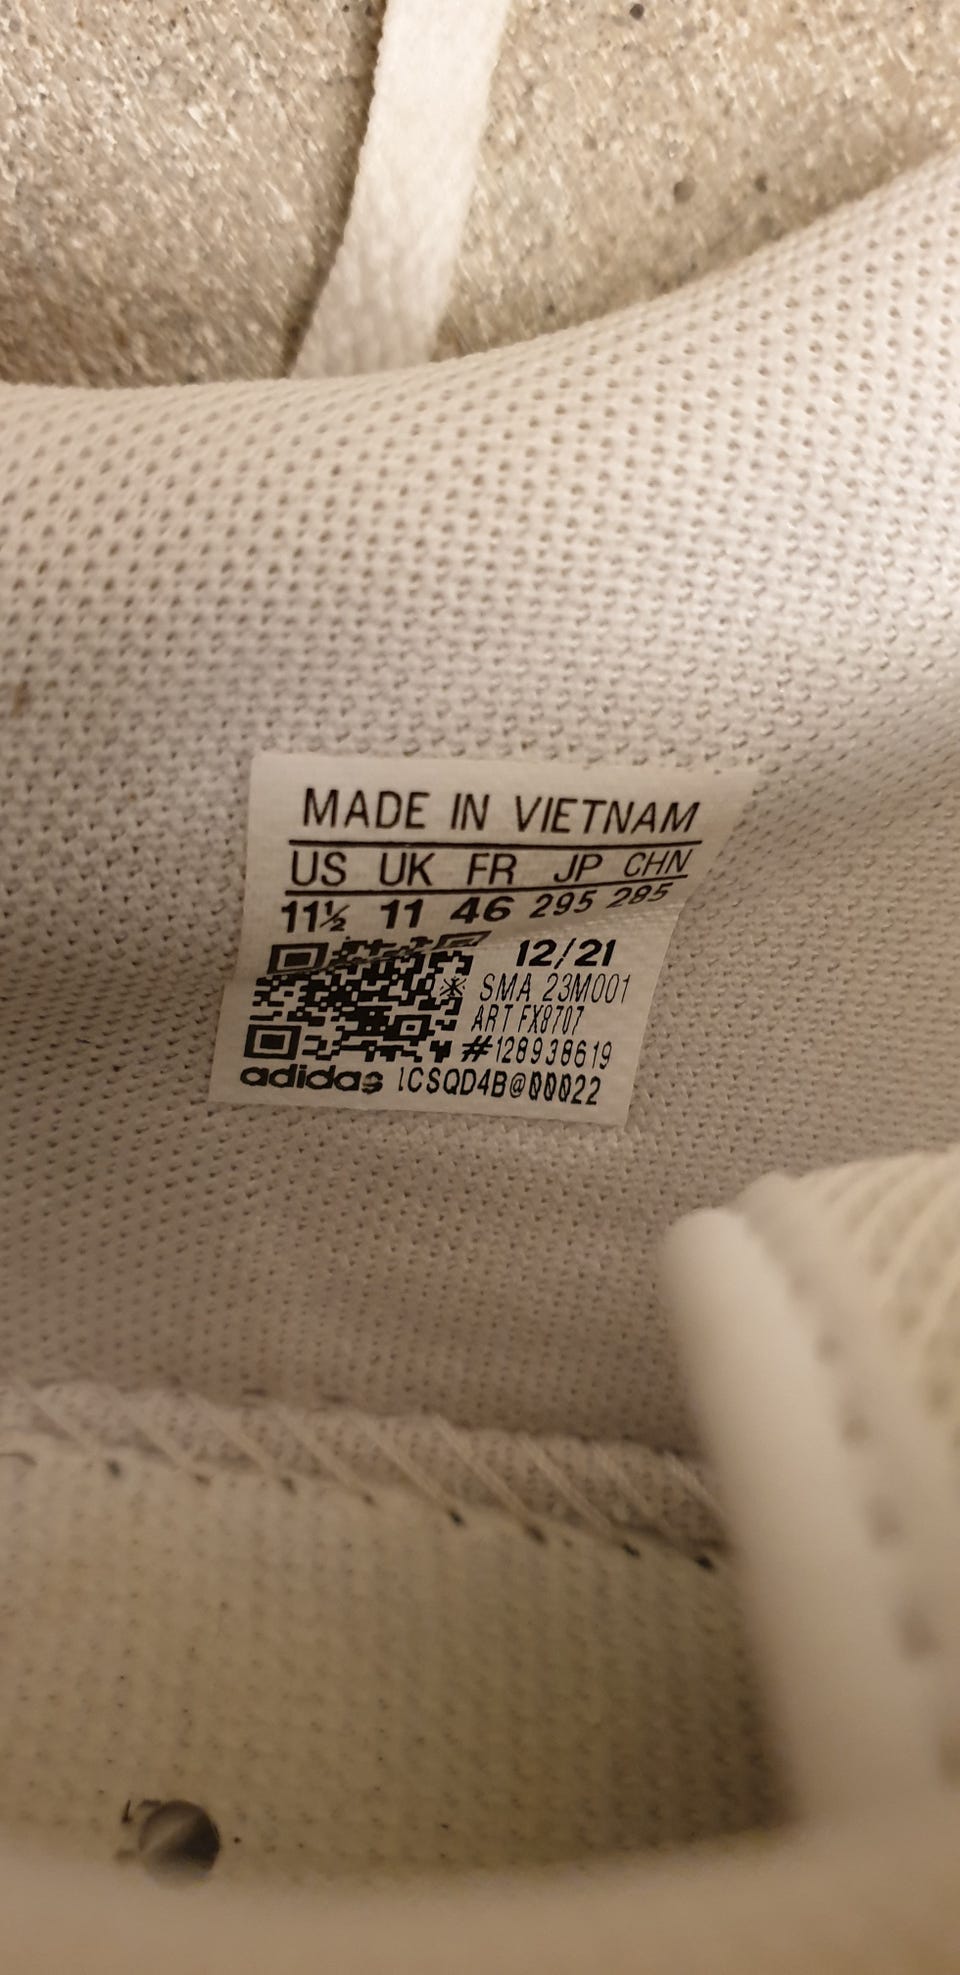 MADE IN VIETNAM
US UK FR JP CHN
11½ 11 46 295 285
12/21
SMA 23M001
ART FX8707
#128938619
adidas 1CSQD4B@00022